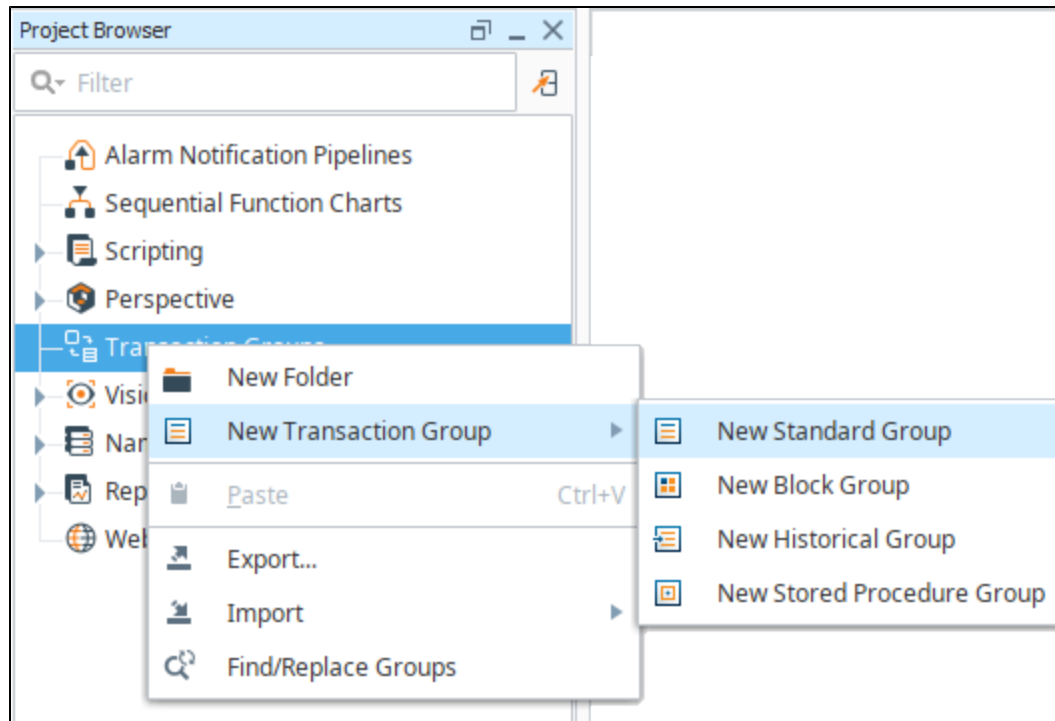 Project Browser
Filter
Alarm Notification Pipelines
Sequential Function Charts
Scripting
Perspective
New Folder
New Transaction Group
New Standard Group
New Block Group
Paste Ctrl+V
New Historical Group
Export...
New Stored Procedure Group
Import
Find/Replace Groups